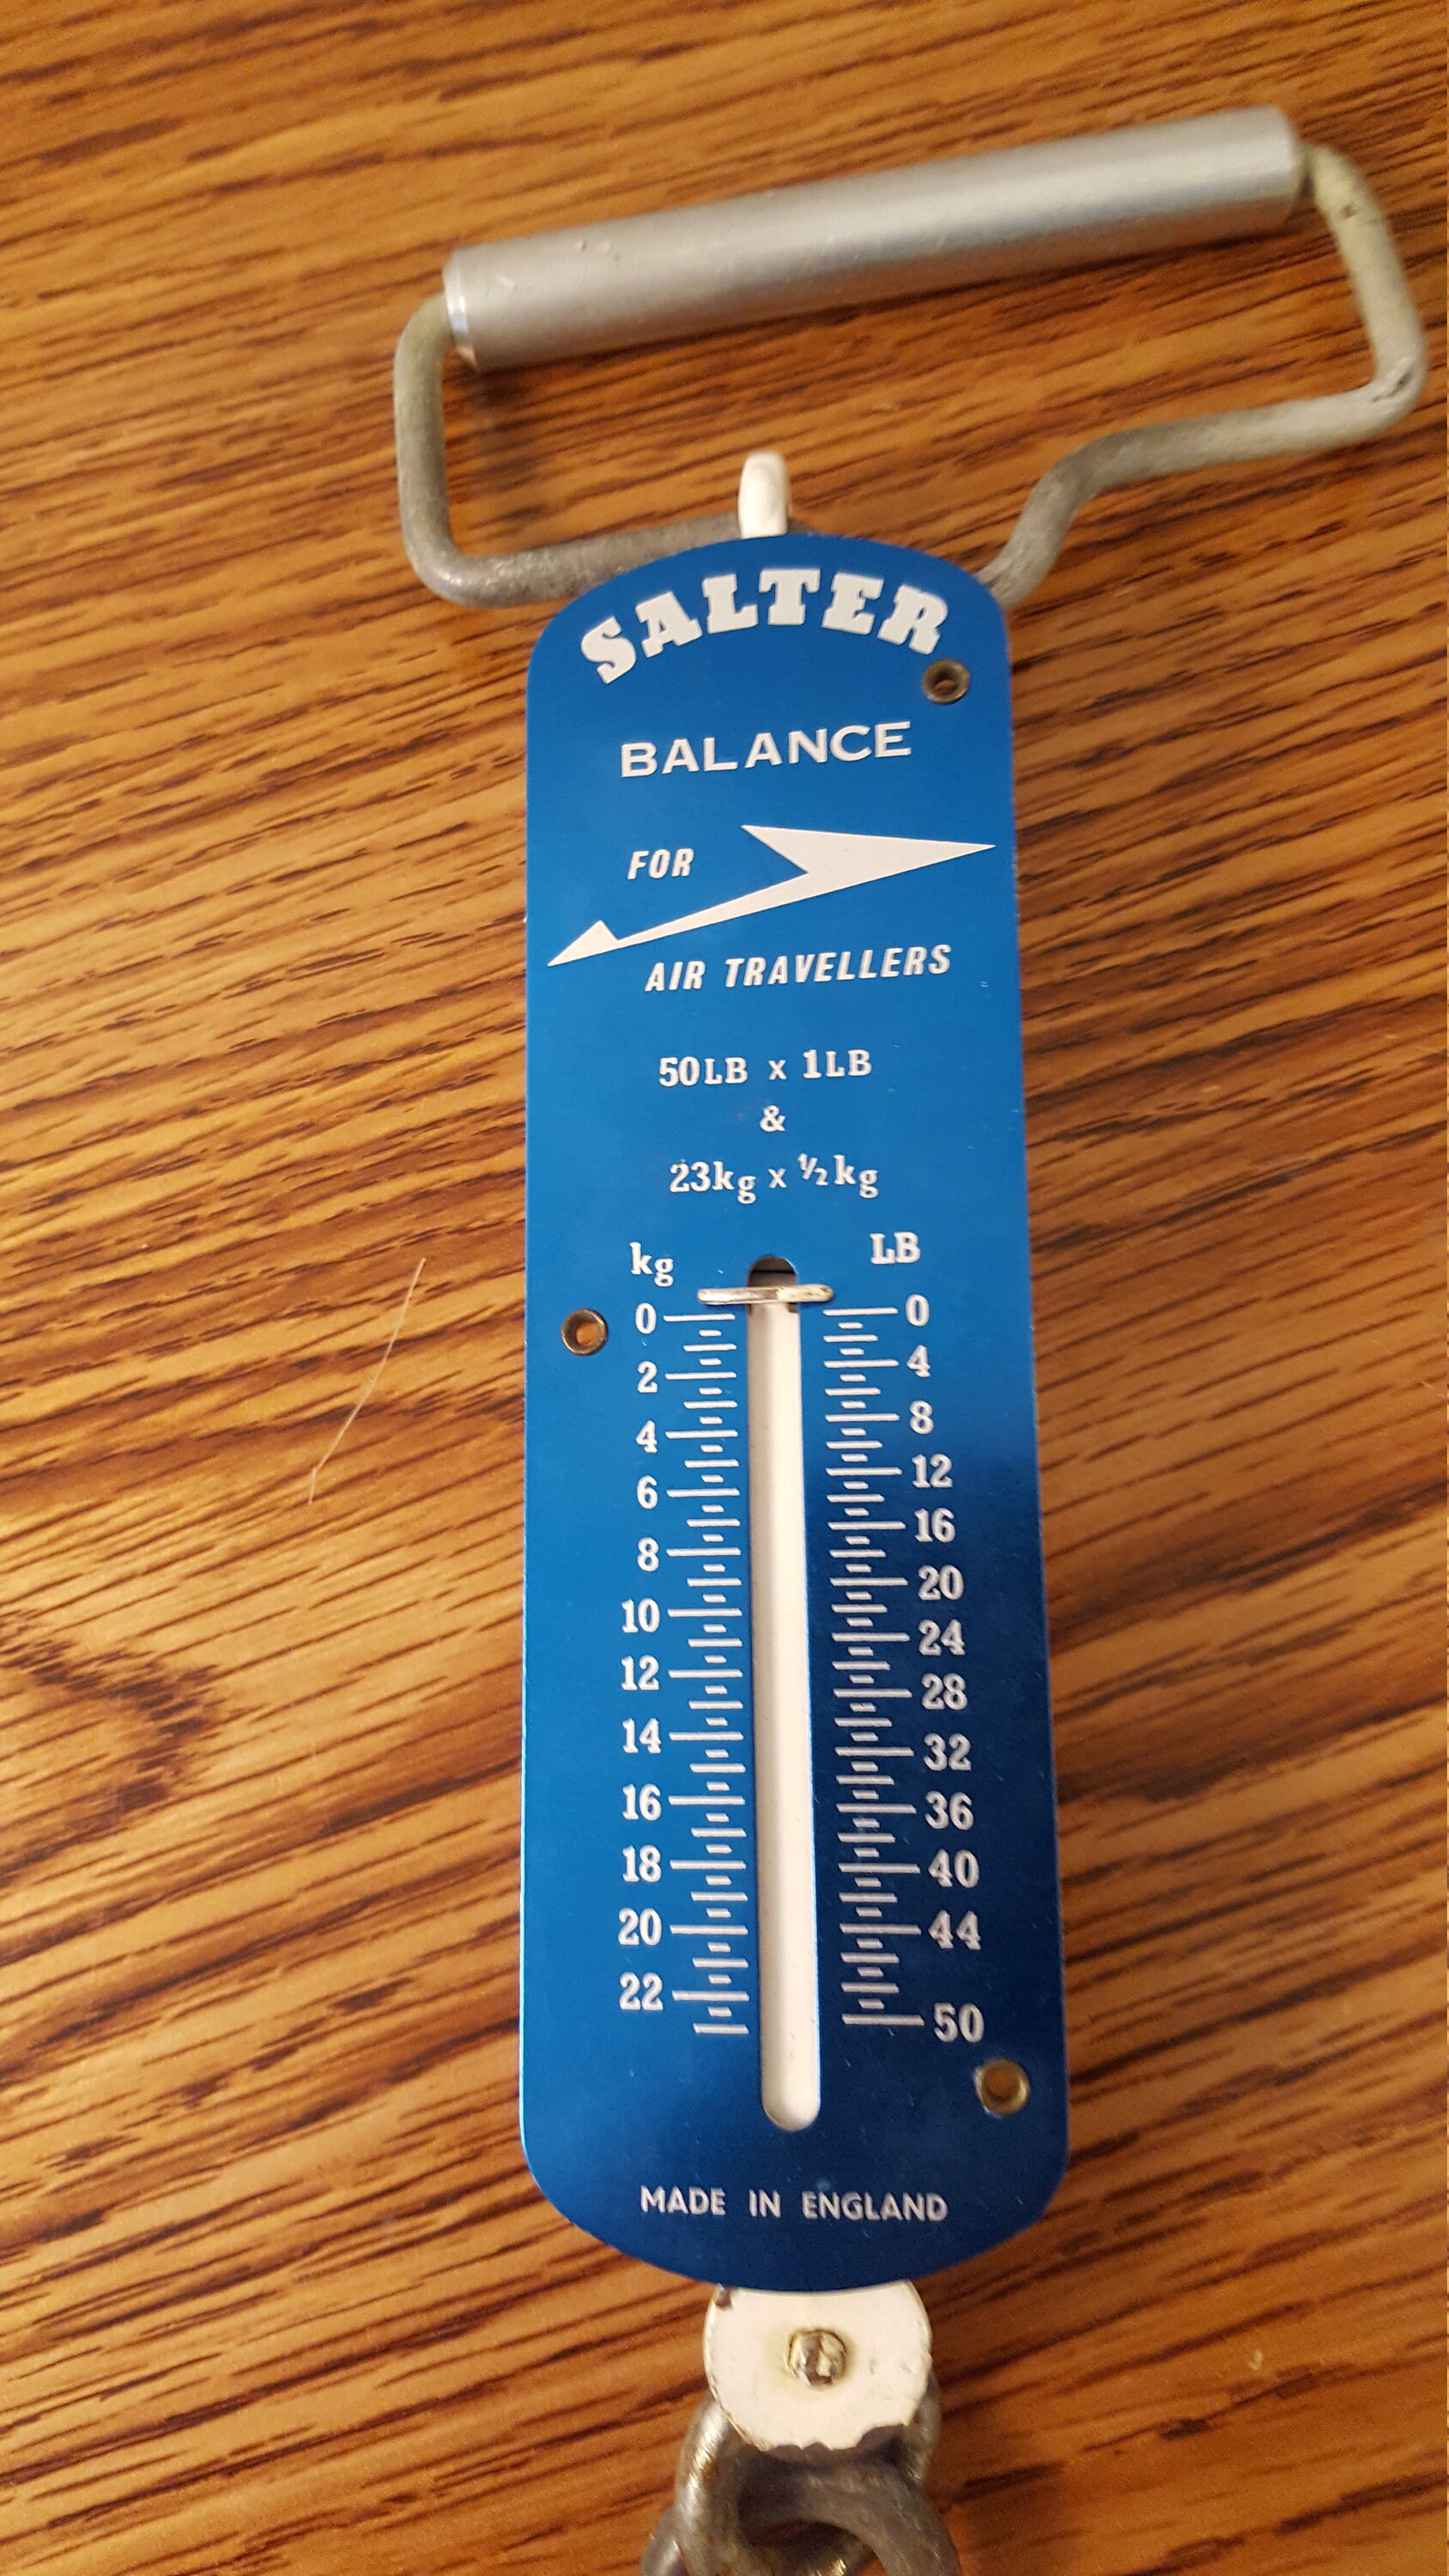 SALTER
BALANCE
FOR
AIR TRAVELLERS
50LB x 1LB
&
23kg x ½kg
kg LB
0 0
2 4
4 8
6 12
8 16
10 20
12 24
14 28
16 32
18 36
20 40
22 44
50
MADE IN ENGLAND